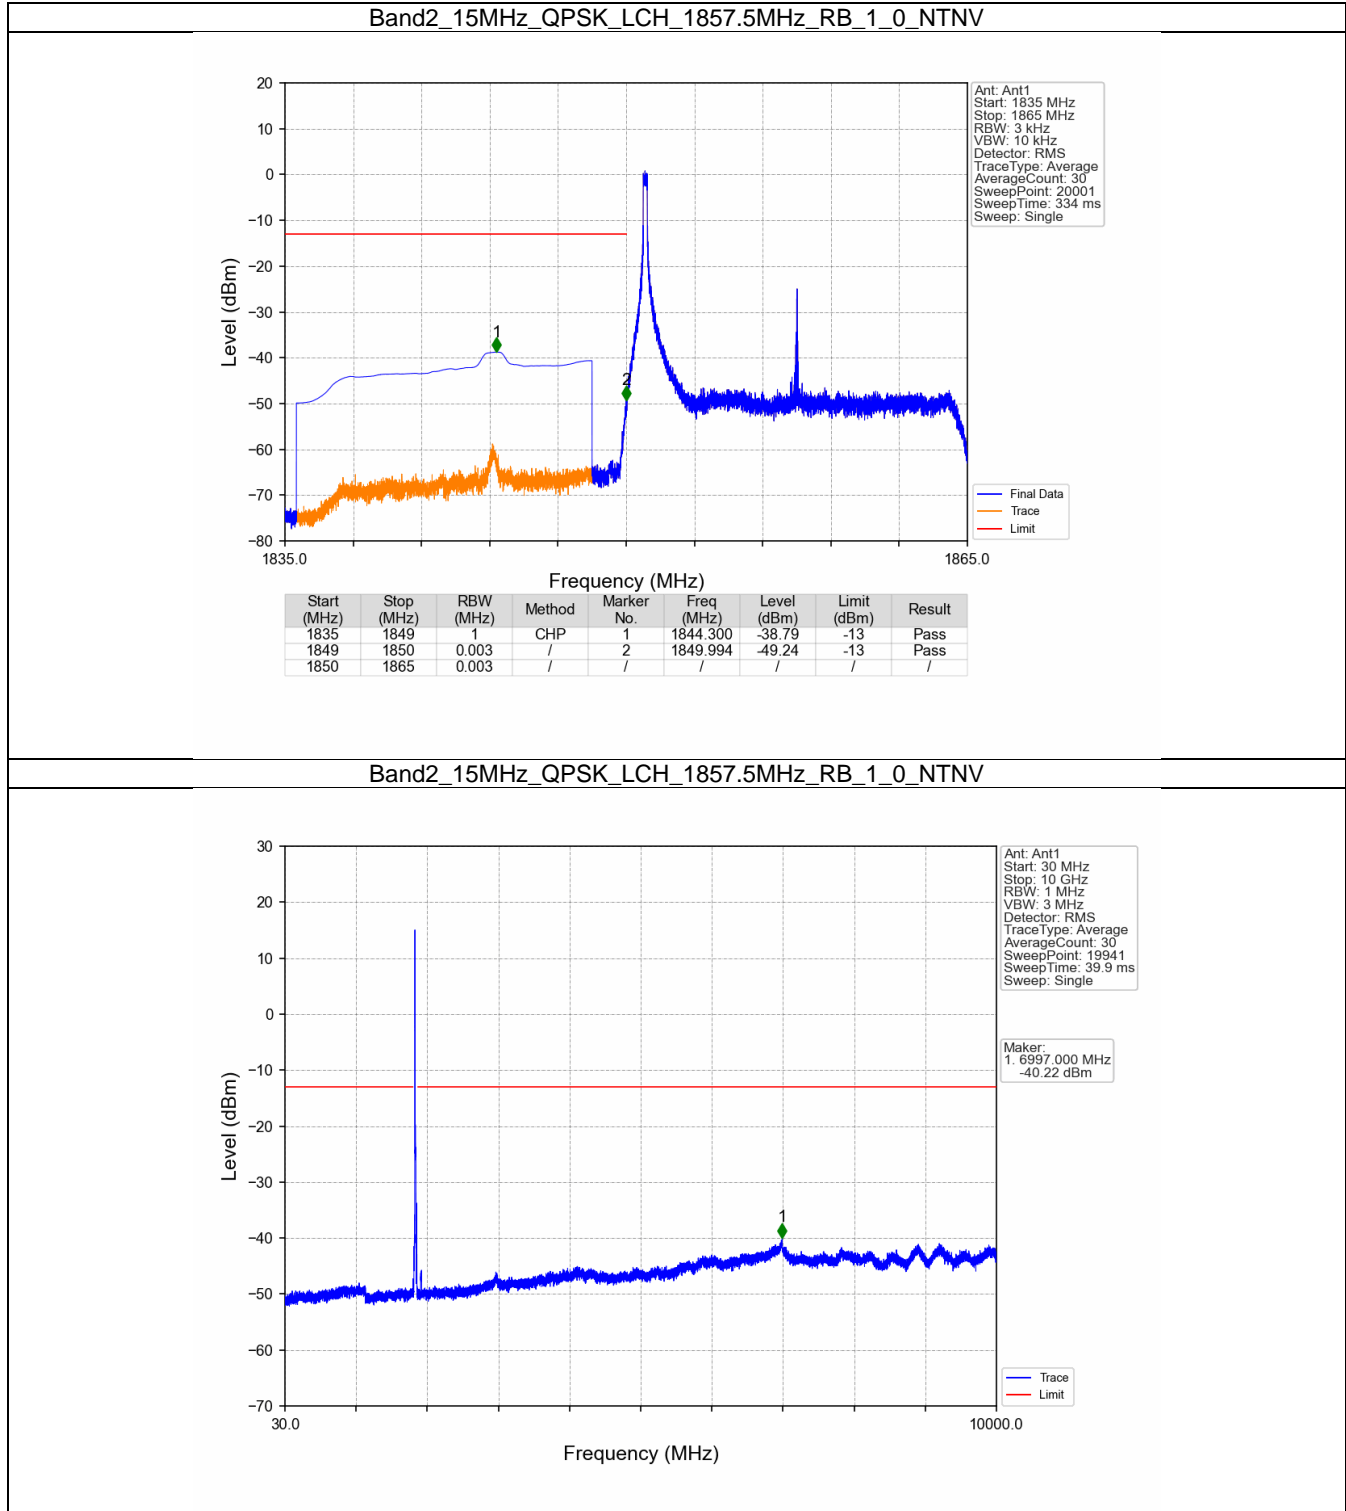 Band2_15MHz_QPSK_LCH_1857.5MHz_RB_1_0_NTNV
20
10
0
−10
−20
−30
−40
−50
−60
−70
−80
Level (dBm)
1
2
1835.0
1865.0
Frequency (MHz)
Ant: Ant1
Start: 1835 MHz
Stop: 1865 MHz
RBW: 3 kHz
VBW: 10 kHz
Detector: RMS
TraceType: Average
AverageCount: 30
SweepPoint: 20001
SweepTime: 334 ms
Sweep: Single
Final Data
Trace
Limit
Start (MHz) Stop (MHz) RBW (MHz) Method Marker No. Freq (MHz) Level (dBm) Limit (dBm) Result
1835 1849 1 CHP 1 1844.300 -38.79 -13 Pass
1849 1850 0.003 / 2 1849.994 -49.24 -13 Pass
1850 1865 0.003 / / / / / /
Band2_15MHz_QPSK_LCH_1857.5MHz_RB_1_0_NTNV
30
20
10
0
−10
−20
−30
−40
−50
−60
−70
Level (dBm)
1
30.0
10000.0
Frequency (MHz)
Ant: Ant1
Start: 30 MHz
Stop: 10 GHz
RBW: 1 MHz
VBW: 3 MHz
Detector: RMS
TraceType: Average
AverageCount: 30
SweepPoint: 19941
SweepTime: 39.9 ms
Sweep: Single
Maker:
1. 6997.000 MHz
-40.22 dBm
Trace
Limit